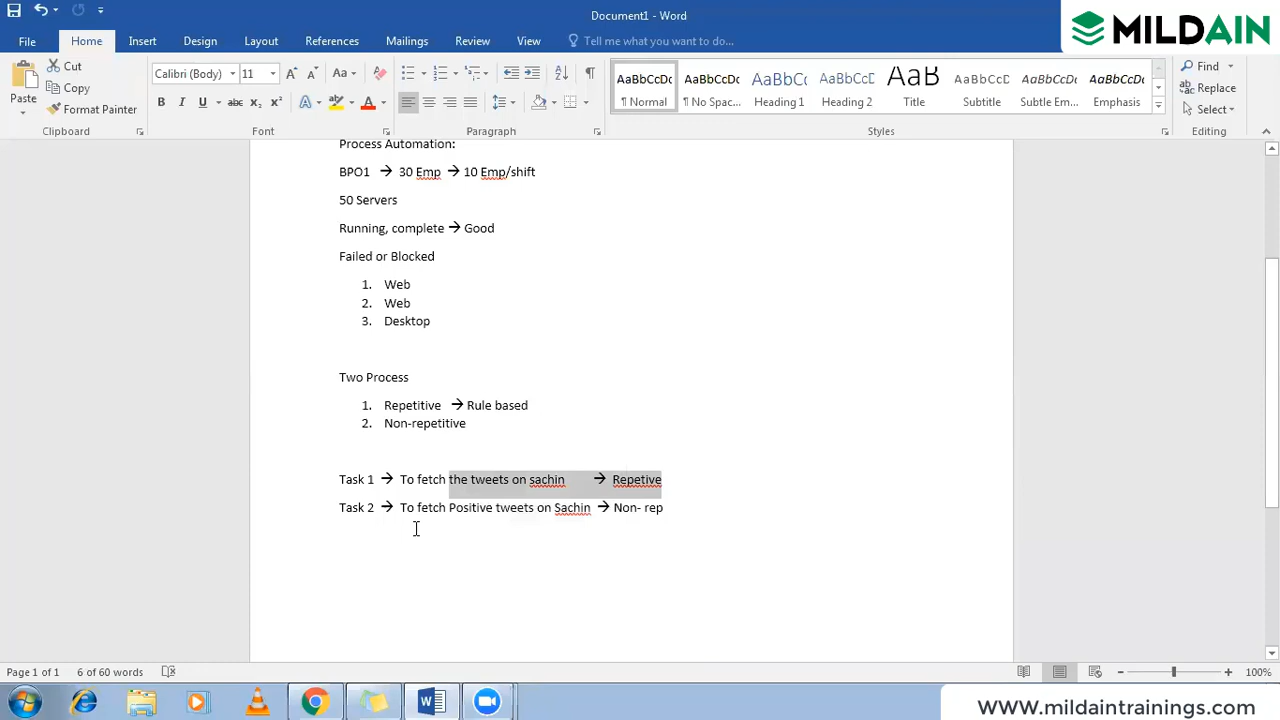 Document1 - Word
MILDAIN
File Home Insert Design Layout References Mailings Review View Tell me what you want to do...
Cut
Copy
Format Painter
Paste
Calibri (Body) 11
AaBbCcDc AaBbCcDc AaBbCc AaBbCcD AaB AaBbCcD AaBbCcDc AaBbCcDc
¶ Normal ¶ No Spac... Heading 1 Heading 2 Title Subtitle Subtle Em... Emphasis
Find
Replace
Select
Clipboard Font Paragraph Styles Editing
Process Automation:
BPO1 → 30 Emp → 10 Emp/shift
50 Servers
Running, complete → Good
Failed or Blocked
1. Web
2. Web
3. Desktop
Two Process
1. Repetitive → Rule based
2. Non-repetitive
Task 1 → To fetch the tweets on sachin → Repetive
Task 2 → To fetch Positive tweets on Sachin → Non- rep
Page 1 of 1 6 of 60 words 100%
www.mildaintrainings.com